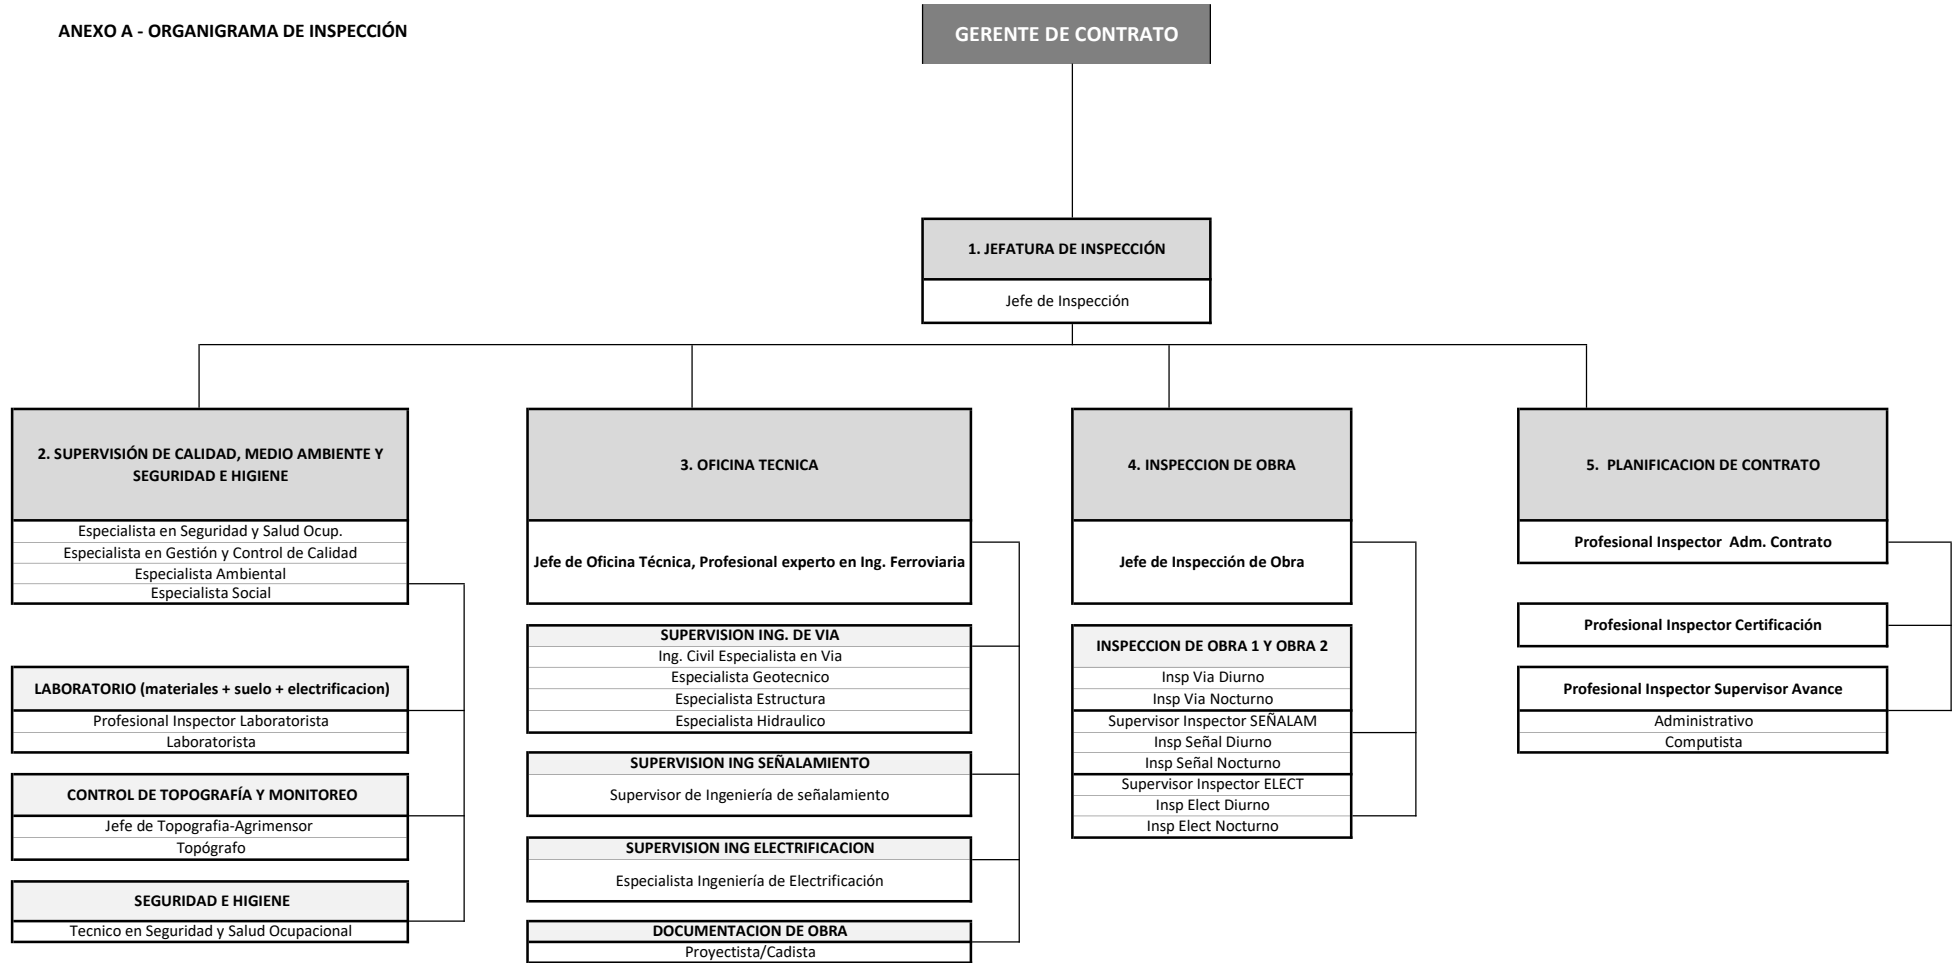 ANEXO A - ORGANIGRAMA DE INSPECCIÓN
GERENTE DE CONTRATO
1. JEFATURA DE INSPECCIÓN
Jefe de Inspección
2. SUPERVISIÓN DE CALIDAD, MEDIO AMBIENTE Y
SEGURIDAD E HIGIENE
Especialista en Seguridad y Salud Ocup.
Especialista en Gestión y Control de Calidad
Especialista Ambiental
Especialista Social
LABORATORIO (materiales + suelo + electrificacion)
Profesional Inspector Laboratorista
Laboratorista
CONTROL DE TOPOGRAFÍA Y MONITOREO
Jefe de Topografia-Agrimensor
Topógrafo
SEGURIDAD E HIGIENE
Tecnico en Seguridad y Salud Ocupacional
3. OFICINA TECNICA
Jefe de Oficina Técnica, Profesional experto en Ing. Ferroviaria
SUPERVISION ING. DE VIA
Ing. Civil Especialista en Via
Especialista Geotecnico
Especialista Estructura
Especialista Hidraulico
SUPERVISION ING SEÑALAMIENTO
Supervisor de Ingeniería de señalamiento
SUPERVISION ING ELECTRIFICACION
Especialista Ingeniería de Electrificación
DOCUMENTACION DE OBRA
Proyectista/Cadista
4. INSPECCION DE OBRA
Jefe de Inspección de Obra
INSPECCION DE OBRA 1 Y OBRA 2
Insp Via Diurno
Insp Via Nocturno
Supervisor Inspector SEÑALAM
Insp Señal Diurno
Insp Señal Nocturno
Supervisor Inspector ELECT
Insp Elect Diurno
Insp Elect Nocturno
5. PLANIFICACION DE CONTRATO
Profesional Inspector Adm. Contrato
Profesional Inspector Certificación
Profesional Inspector Supervisor Avance
Administrativo
Computista